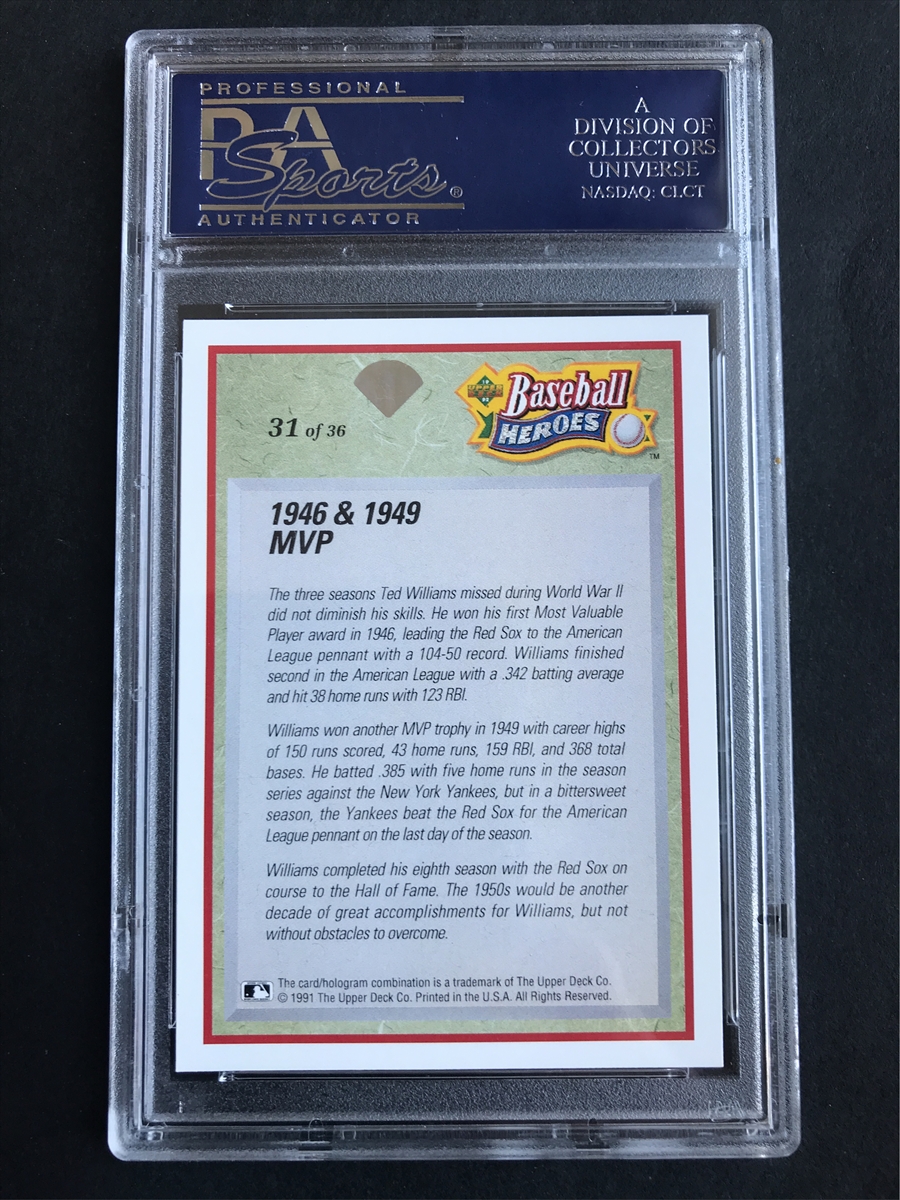 PROFESSIONAL
PSA
Sports®
AUTHENTICATOR
A
DIVISION OF
COLLECTORS
UNIVERSE
NASDAQ: CLCT
31 of 36
UPPER
Baseball
HEROES
TM
1946 & 1949
MVP
The three seasons Ted Williams missed during World War II
did not diminish his skills. He won his first Most Valuable
Player award in 1946, leading the Red Sox to the American
League pennant with a 104-50 record. Williams finished
second in the American League with a .342 batting average
and hit 38 home runs with 123 RBI.
Williams won another MVP trophy in 1949 with career highs
of 150 runs scored, 43 home runs, 159 RBI, and 368 total
bases. He batted .385 with five home runs in the season
series against the New York Yankees, but in a bittersweet
season, the Yankees beat the Red Sox for the American
League pennant on the last day of the season.
Williams completed his eighth season with the Red Sox on
course to the Hall of Fame. The 1950s would be another
decade of great accomplishments for Williams, but not
without obstacles to overcome.
The card/hologram combination is a trademark of The Upper Deck Co.
© 1991 The Upper Deck Co. Printed in the U.S.A. All Rights Reserved.